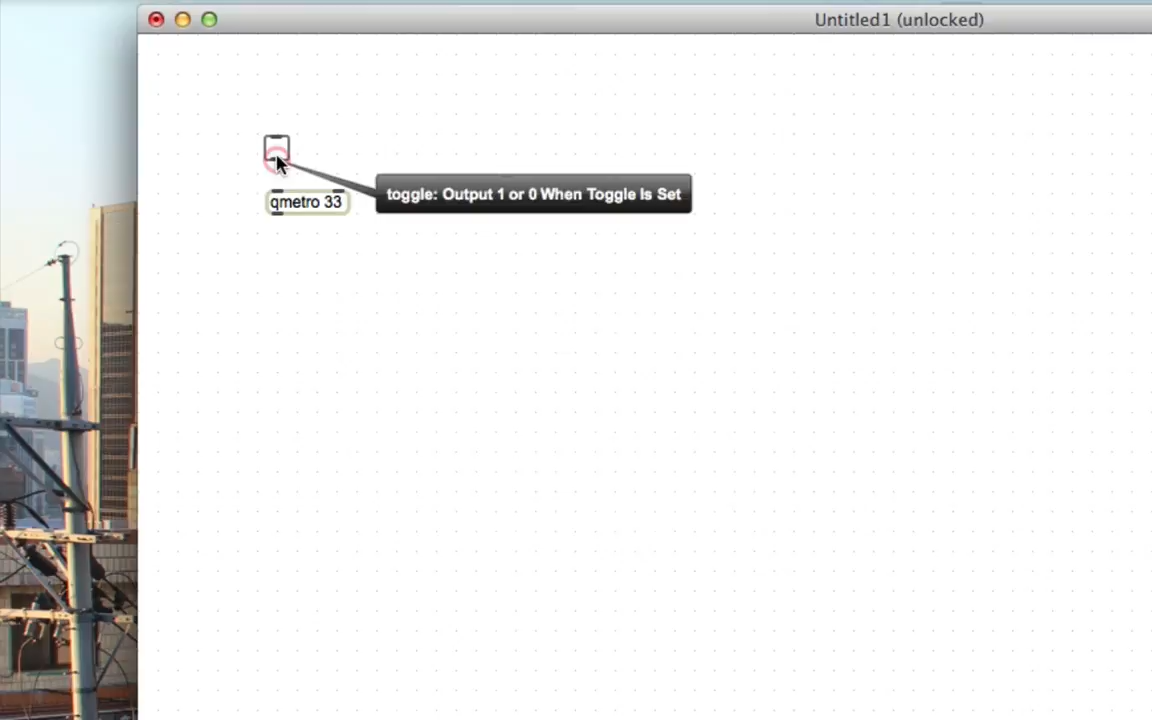 Untitled1 (unlocked)
toggle: Output 1 or 0 When Toggle Is Set
qmetro 33